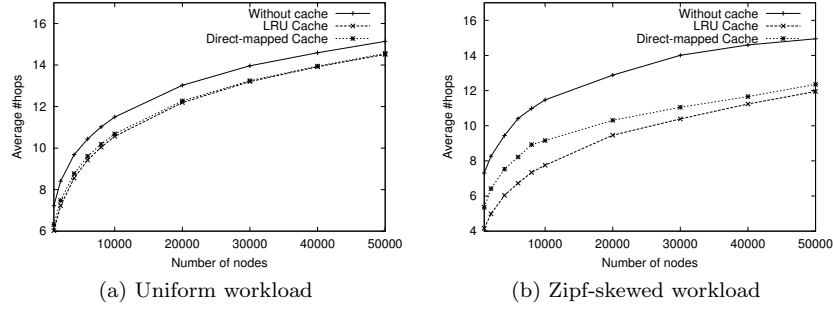 Without cache
LRU Cache
Direct-mapped Cache
Average #hops
16
14
12
10
8
6
10000 20000 30000 40000 50000
Number of nodes
(a) Uniform workload
Without cache
LRU Cache
Direct-mapped Cache
Average #hops
16
14
12
10
8
6
4
10000 20000 30000 40000 50000
Number of nodes
(b) Zipf-skewed workload